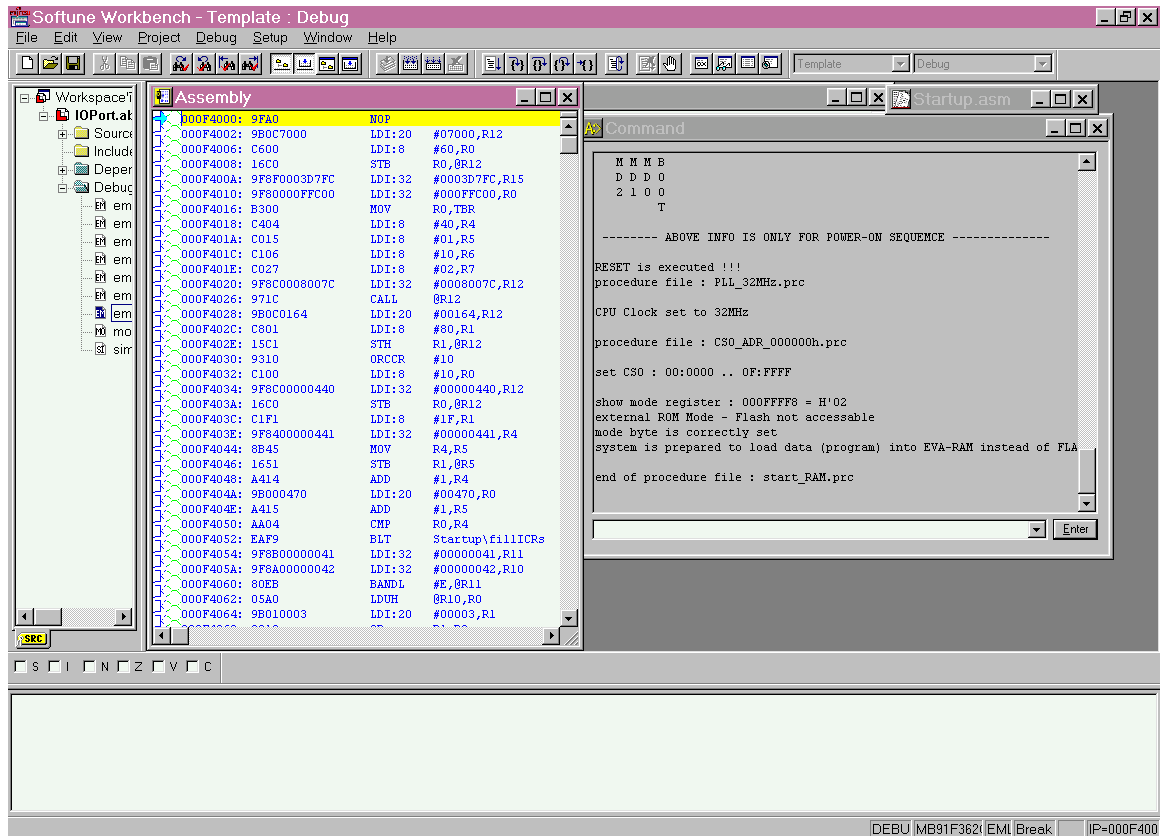 Softune Workbench - Template : Debug
File Edit View Project Debug Setup Window Help
Template Debug
Workspace'
IOPort.ab
Source
Include
Deper
Debug
em
em
em
em
em
em
em
mo
sim
SRC
Assembly
000F4000: 9FA0 NOP
000F4002: 9B0C7000 LDI:20 #07000,R12
000F4006: C600 LDI:8 #60,R0
000F4008: 16C0 STB R0,@R12
000F400A: 9F8F0003D7FC LDI:32 #0003D7FC,R15
000F4010: 9F80000FFC00 LDI:32 #000FFC00,R0
000F4016: B300 MOV R0,TBR
000F4018: C404 LDI:8 #40,R4
000F401A: C015 LDI:8 #01,R5
000F401C: C106 LDI:8 #10,R6
000F401E: C027 LDI:8 #02,R7
000F4020: 9F8C0008007C LDI:32 #0008007C,R12
000F4026: 971C CALL @R12
000F4028: 9B0C0164 LDI:20 #00164,R12
000F402C: C801 LDI:8 #80,R1
000F402E: 15C1 STH R1,@R12
000F4030: 9310 ORCCR #10
000F4032: C100 LDI:8 #10,R0
000F4034: 9F8C00000440 LDI:32 #00000440,R12
000F403A: 16C0 STB R0,@R12
000F403C: C1F1 LDI:8 #1F,R1
000F403E: 9F8400000441 LDI:32 #00000441,R4
000F4044: 8B45 MOV R4,R5
000F4046: 1651 STB R1,@R5
000F4048: A414 ADD #1,R4
000F404A: 9B000470 LDI:20 #00470,R0
000F404E: A415 ADD #1,R5
000F4050: AA04 CMP R0,R4
000F4052: EAF9 BLT Startup\fillICRs
000F4054: 9F8B00000041 LDI:32 #00000041,R11
000F405A: 9F8A00000042 LDI:32 #00000042,R10
000F4060: 80EB BANDL #E,@R11
000F4062: 05A0 LDUH @R10,R0
000F4064: 9B010003 LDI:20 #00003,R1
Startup.asm
Command
M M M B
D D D O
2 1 0 0
T
--------- ABOVE INFO IS ONLY FOR POWER-ON SEQUEMCE --------------
RESET is executed !!!
procedure file : PLL_32MHz.prc
CPU Clock set to 32MHz
procedure file : CS0_ADR_000000h.prc
set CS0 : 00:0000 .. 0F:FFFF
show mode register : 000FFFF8 = H'02
external ROM Mode - Flash not accessable
mode byte is correctly set
system is prepared to load data (program) into EVA-RAM instead of FLA
end of procedure file : start_RAM.prc
Enter
S I N Z V C
DEBU MB91F362 EML Break IP=000F400